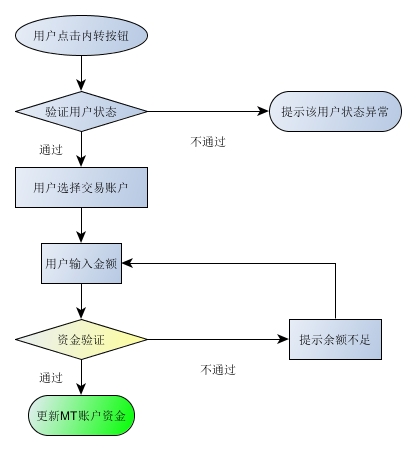 用户点击内转按钮
验证用户状态
提示该用户状态异常
不通过
通过
用户选择交易账户
用户输入金额
资金验证
提示余额不足
不通过
通过
更新MT账户资金